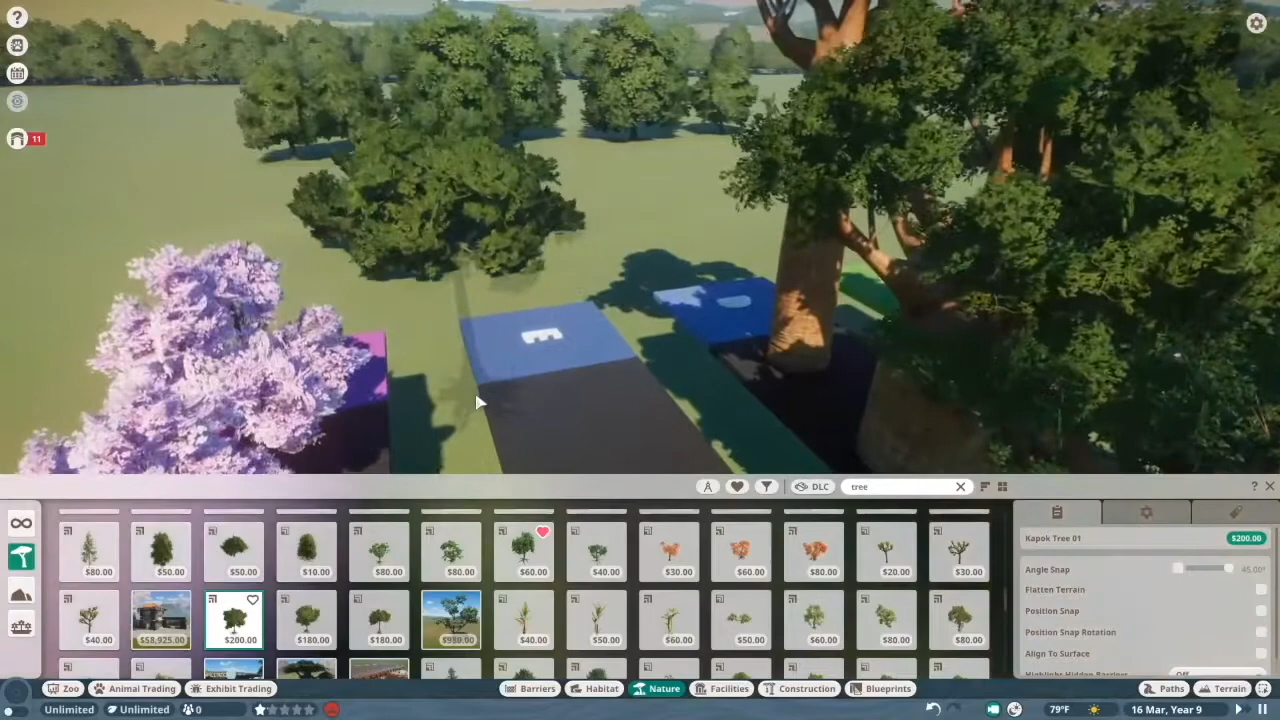 ?
11
E
DLC
tree
?
$80.00 $50.00 $50.00 $10.00 $80.00 $80.00 $60.00 $40.00 $30.00 $60.00 $80.00 $20.00 $30.00
$40.00 $58,925.00 $200.00 $180.00 $180.00 $980.00 $40.00 $50.00 $60.00 $50.00 $60.00 $80.00 $80.00
Kapok Tree 01 $200.00
Angle Snap 45.00°
Flatten Terrain
Position Snap
Position Snap Rotation
Align To Surface
Highlight Hidden Barriers Off
Zoo Animal Trading Exhibit Trading Barriers Habitat Nature Facilities Construction Blueprints Paths Terrain
Unlimited Unlimited 0 79°F 16 Mar, Year 9